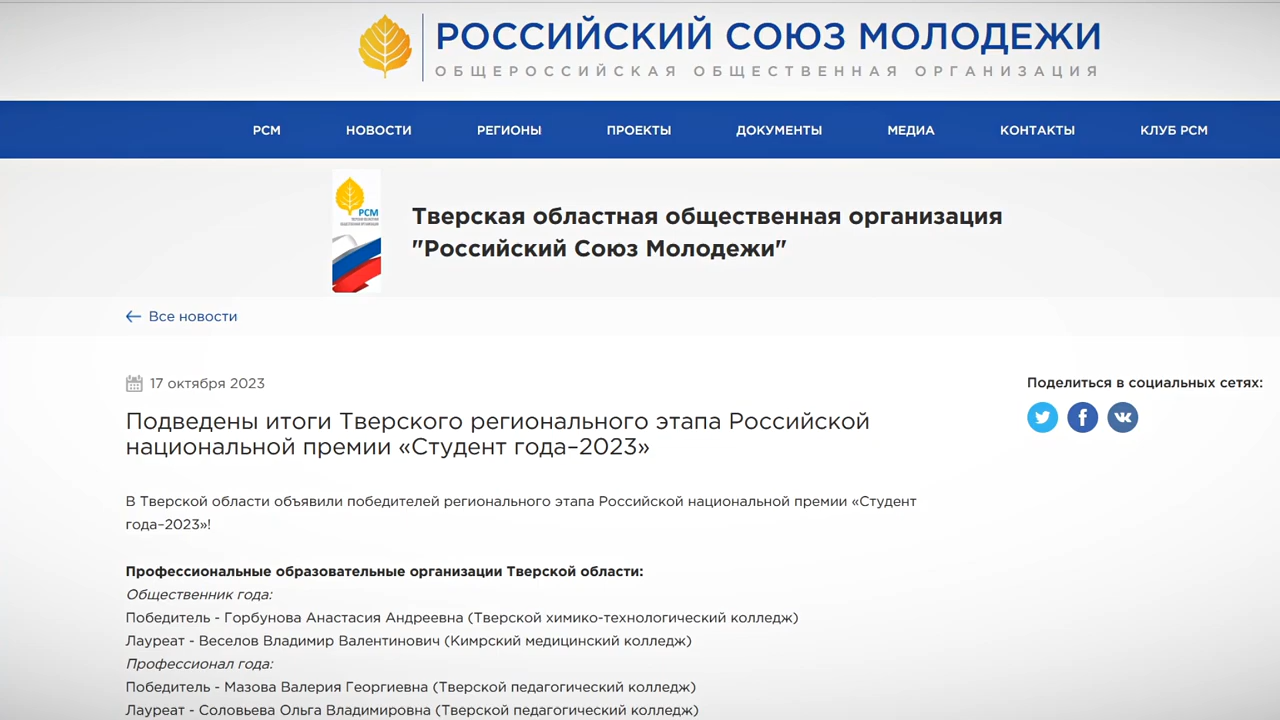 РОССИЙСКИЙ СОЮЗ МОЛОДЕЖИ
ОБЩЕРОССИЙСКАЯ ОБЩЕСТВЕННАЯ ОРГАНИЗАЦИЯ
РСМ НОВОСТИ РЕГИОНЫ ПРОЕКТЫ ДОКУМЕНТЫ МЕДИА КОНТАКТЫ КЛУБ РСМ
РСМ
Тверская областная общественная организация
"Российский Союз Молодежи"
Все новости
17 октября 2023
Поделиться в социальных сетях:
Подведены итоги Тверского регионального этапа Российской
национальной премии «Студент года–2023»
В Тверской области объявили победителей регионального этапа Российской национальной премии «Студент
года–2023»!
Профессиональные образовательные организации Тверской области:
Общественник года:
Победитель - Горбунова Анастасия Андреевна (Тверской химико-технологический колледж)
Лауреат - Веселов Владимир Валентинович (Кимрский медицинский колледж)
Профессионал года:
Победитель - Мазова Валерия Георгиевна (Тверской педагогический колледж)
Лауреат - Соловьева Ольга Владимировна (Тверской педагогический колледж)